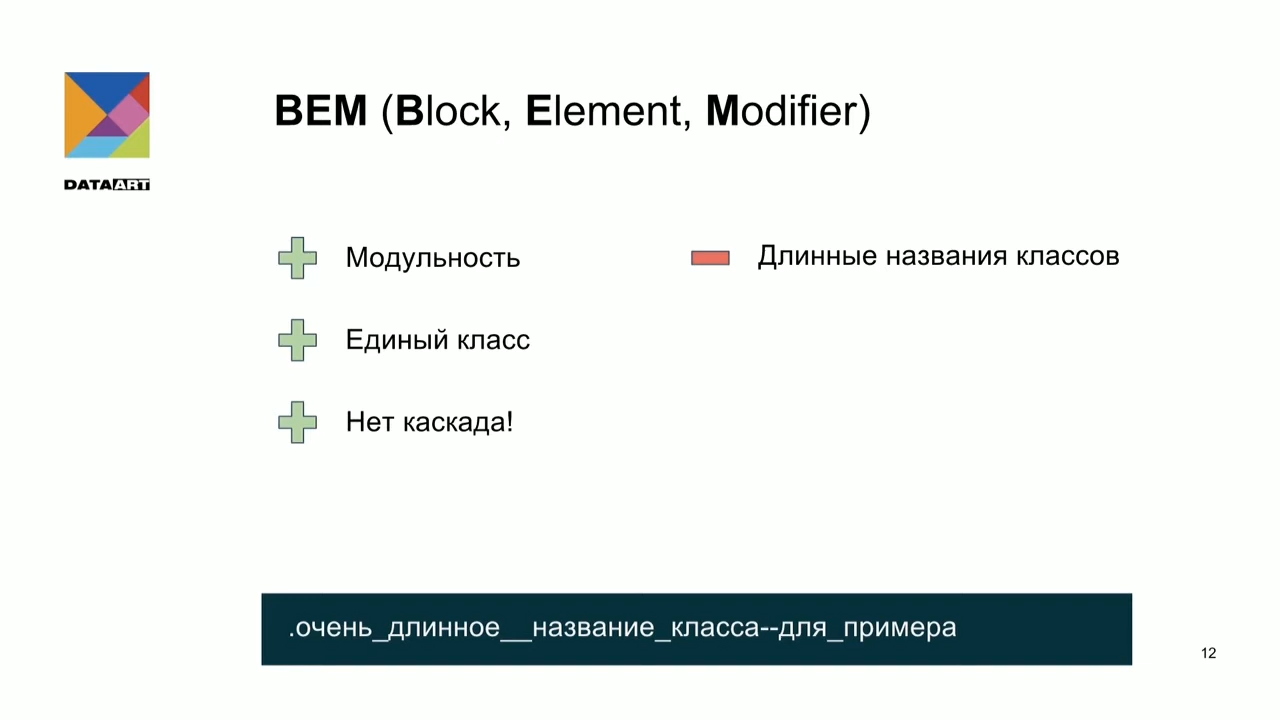 BEM (Block, Element, Modifier)
DATAART
Модульность
Длинные названия классов
Единый класс
Нет каскада!
.очень_длинное__название_класса--для_примера
12